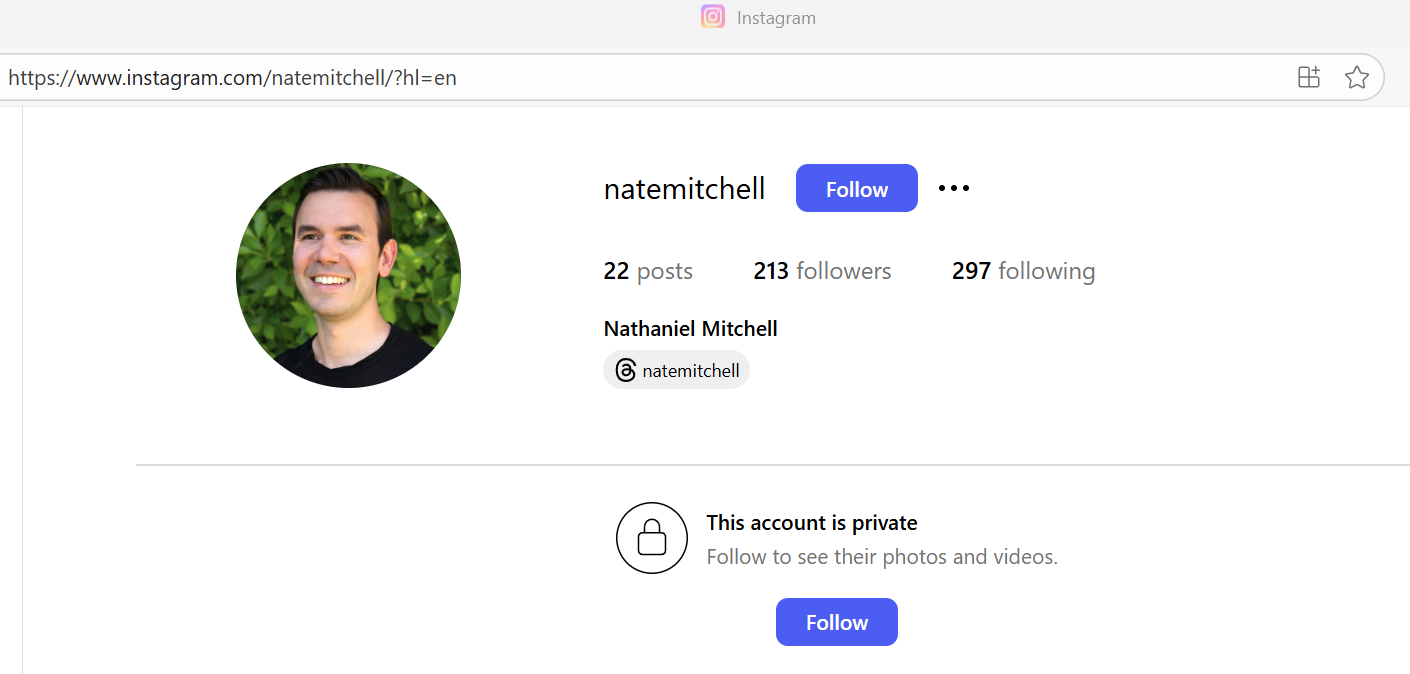 Instagram
https://www.instagram.com/natemitchell/?hl=en
natemitchell Follow
22 posts 213 followers 297 following
Nathaniel Mitchell
natemitchell
This account is private
Follow to see their photos and videos.
Follow